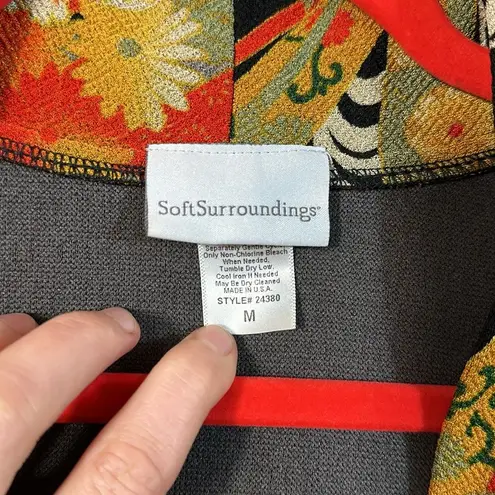 SoftSurroundings®
Separately Gentle
Only Non-Chlorine Bleach
When Needed,
Tumble Dry Low,
Cool Iron If Needed
May Be Dry Cleaned
MADE IN U.S.A.
STYLE# 24380
M